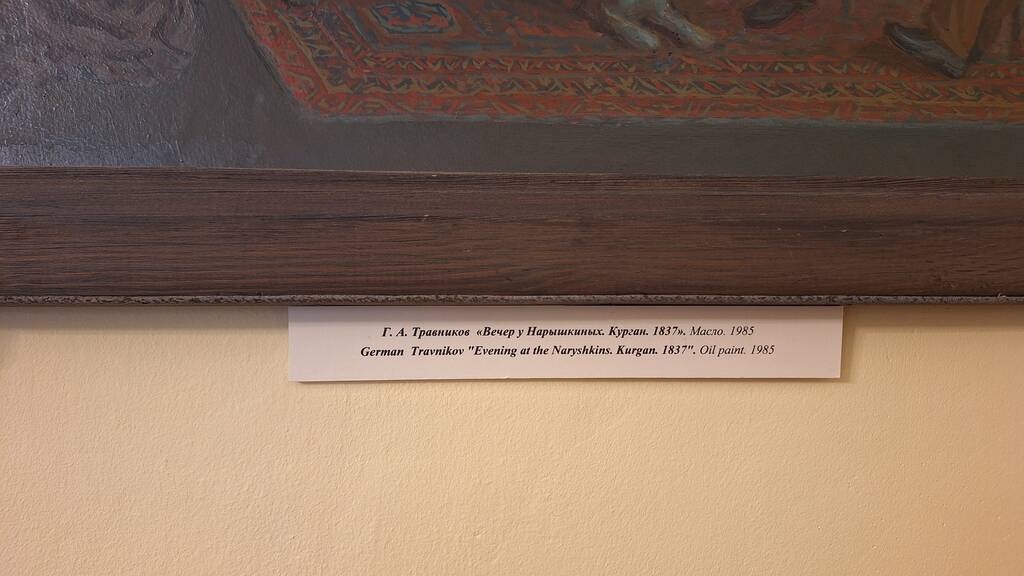 Г. А. Травников «Вечер у Нарышкиных. Курган. 1837». Масло. 1985
German Travnikov "Evening at the Naryshkins. Kurgan. 1837". Oil paint. 1985